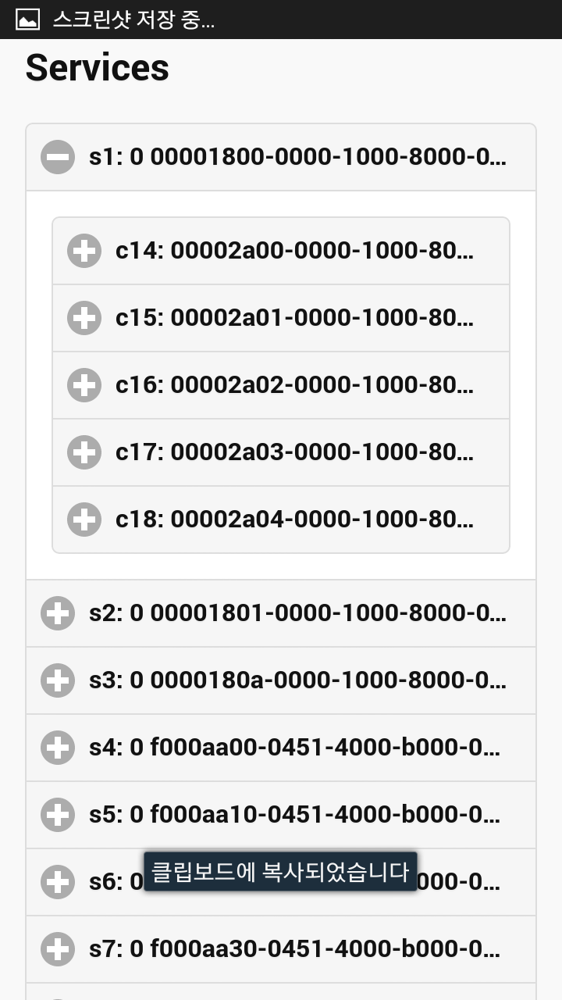 스크린샷 저장 중...
Services
s1: 0 00001800-0000-1000-8000-0...
c14: 00002a00-0000-1000-80...
c15: 00002a01-0000-1000-80...
c16: 00002a02-0000-1000-80...
c17: 00002a03-0000-1000-80...
c18: 00002a04-0000-1000-80...
s2: 0 00001801-0000-1000-8000-0...
s3: 0 0000180a-0000-1000-8000-0...
s4: 0 f000aa00-0451-4000-b000-0...
s5: 0 f000aa10-0451-4000-b000-0...
s6: 0 000-0...
클립보드에 복사되었습니다
s7: 0 f000aa30-0451-4000-b000-0...